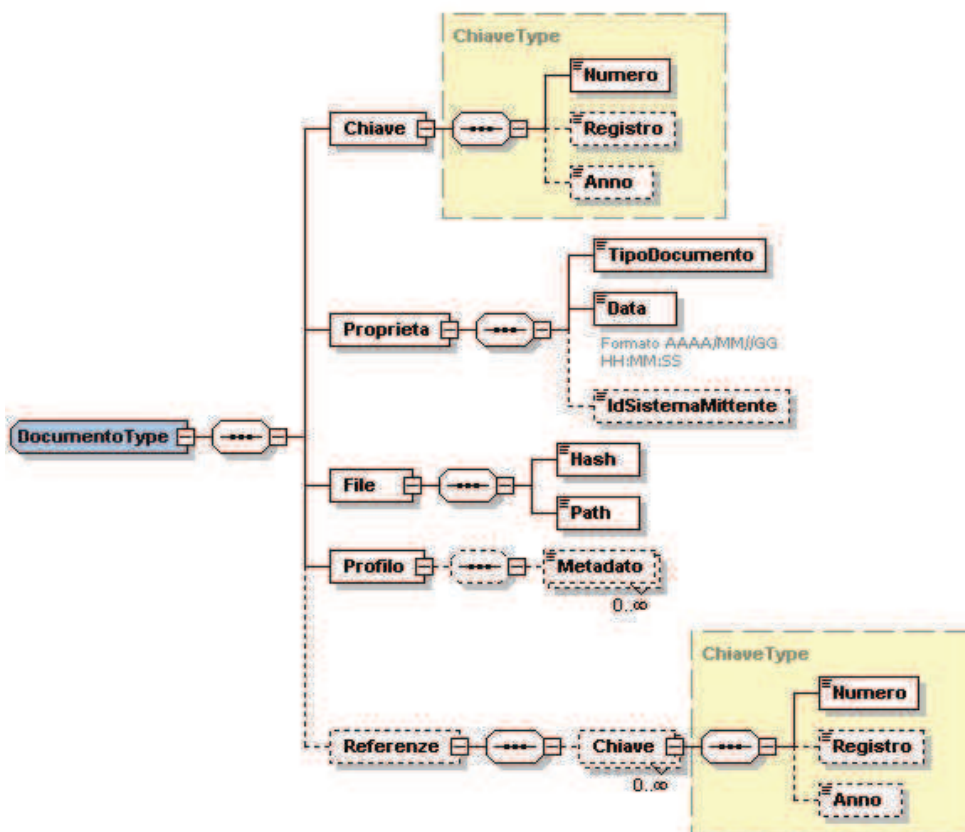 ChiaveType
Numero
Chiave
Registro
Anno
TipoDocumento
Proprieta
Data
Formato AAAA/MM//GG
HH:MM:SS
IdSistemaMittente
DocumentoType
Hash
File
Path
Profilo
Metadato
0..∞
ChiaveType
Numero
Referenze
Chiave
Registro
0..∞
Anno